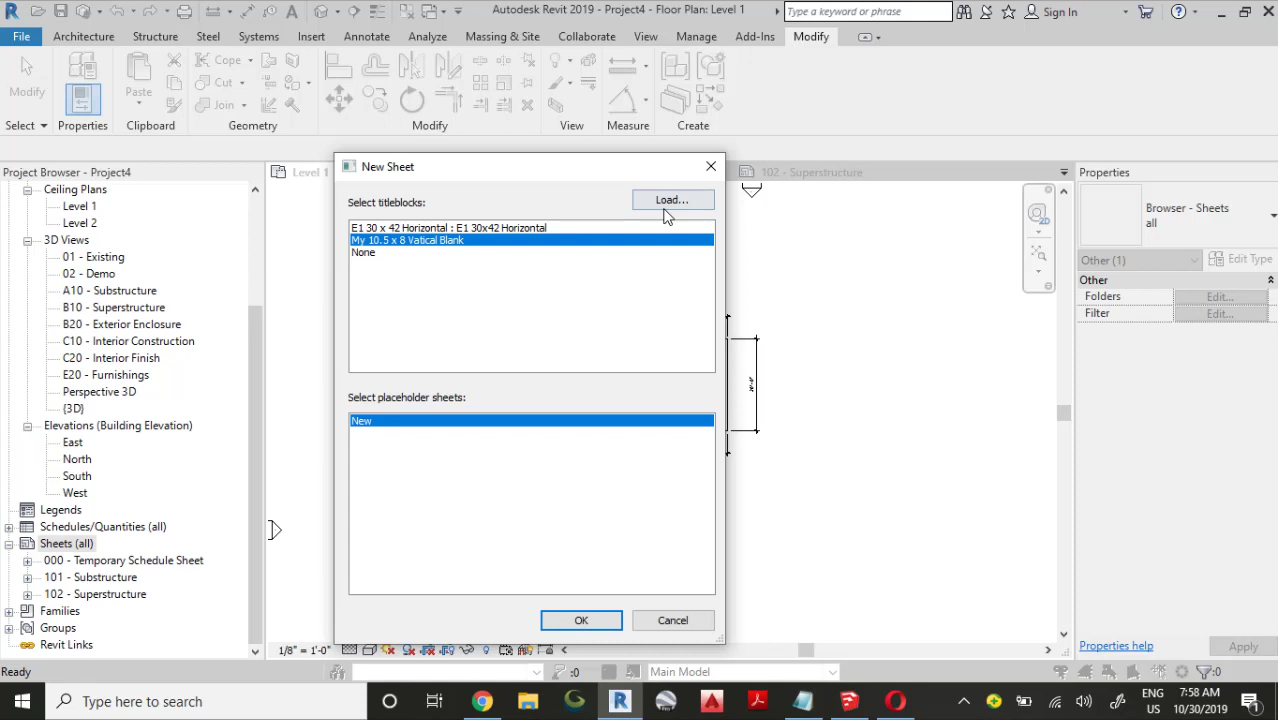 Autodesk Revit 2019 - Project4 - Floor Plan: Level 1
Type here a keyword or phrase
Sign In
File Architecture Structure Steel Systems Insert Annotate Analyze Massing & Site Collaborate View Manage Add-Ins Modify
Modify
Paste
Cope
Cut
Join
Select Properties Clipboard Geometry Modify View Measure Create
Project Browser - Project4
Ceiling Plans
Level 1
Level 2
3D Views
01 - Existing
02 - Demo
A10 - Substructure
B10 - Superstructure
B20 - Exterior Enclosure
C10 - Interior Construction
C20 - Interior Finish
E20 - Furnishings
Perspective 3D
{3D}
Elevations (Building Elevation)
East
North
South
West
Legends
Schedules/Quantities (all)
Sheets (all)
000 - Temporary Schedule Sheet
101 - Substructure
102 - Superstructure
Families
Groups
Revit Links
Level 1
102 - Superstructure
New Sheet
Select titleblocks:
Load...
E1 30 x 42 Horizontal : E1 30x42 Horizontal
My 10.5 x 8 Vatical Blank
None
Select placeholder sheets:
New
OK
Cancel
2D
Properties
Browser - Sheets
all
Other (1)
Edit Type
Other
Folders
Edit...
Filter
Edit...
Properties help
Apply
1/8" = 1'-0"
Ready
:0
Main Model
:0
Type here to search
ENG
US
7:58 AM
10/30/2019
1